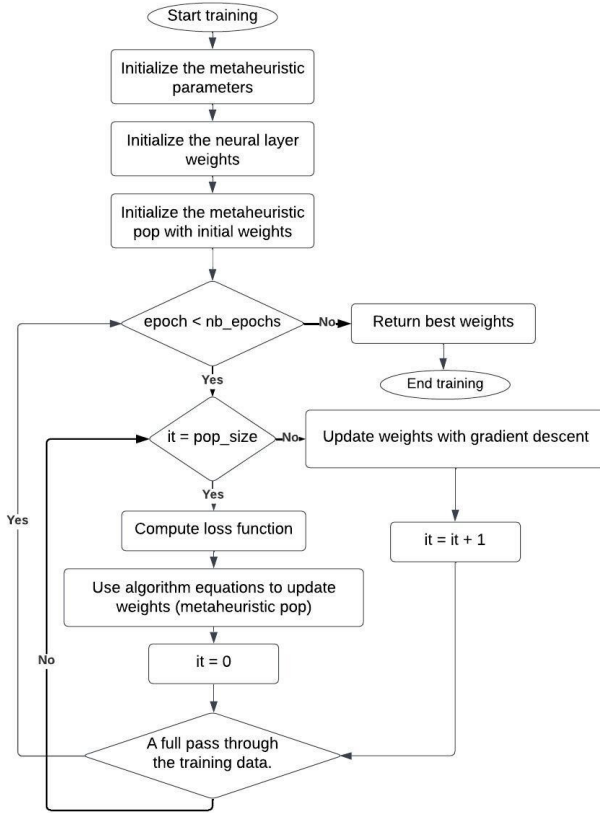 Start training
Initialize the metaheuristic
parameters
Initialize the neural layer
weights
Initialize the metaheuristic
pop with initial weights
epoch < nb_epochs
No
Return best weights
End training
Yes
it = pop_size
No
Update weights with gradient descent
Yes
Compute loss function
it = it + 1
Yes
Use algorithm equations to update
weights (metaheuristic pop)
No
it = 0
A full pass through
the training data.